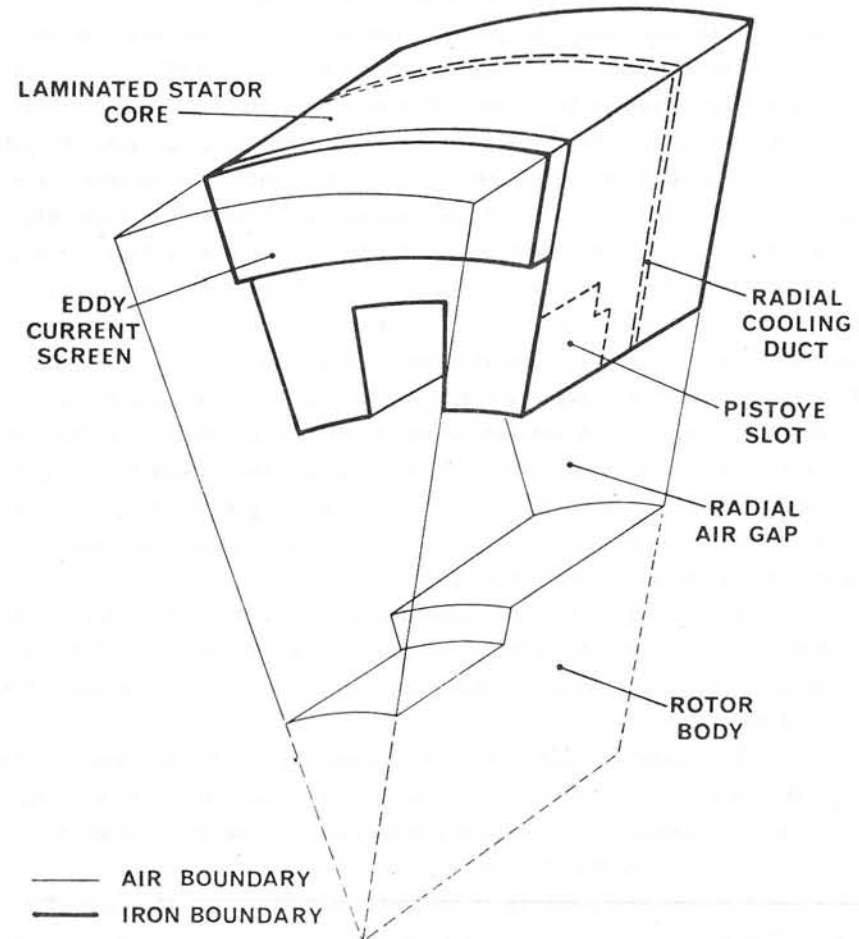 LAMINATED STATOR
CORE
EDDY
CURRENT
SCREEN
RADIAL
COOLING
DUCT
PISTOYE
SLOT
RADIAL
AIR GAP
ROTOR
BODY
AIR BOUNDARY
IRON BOUNDARY